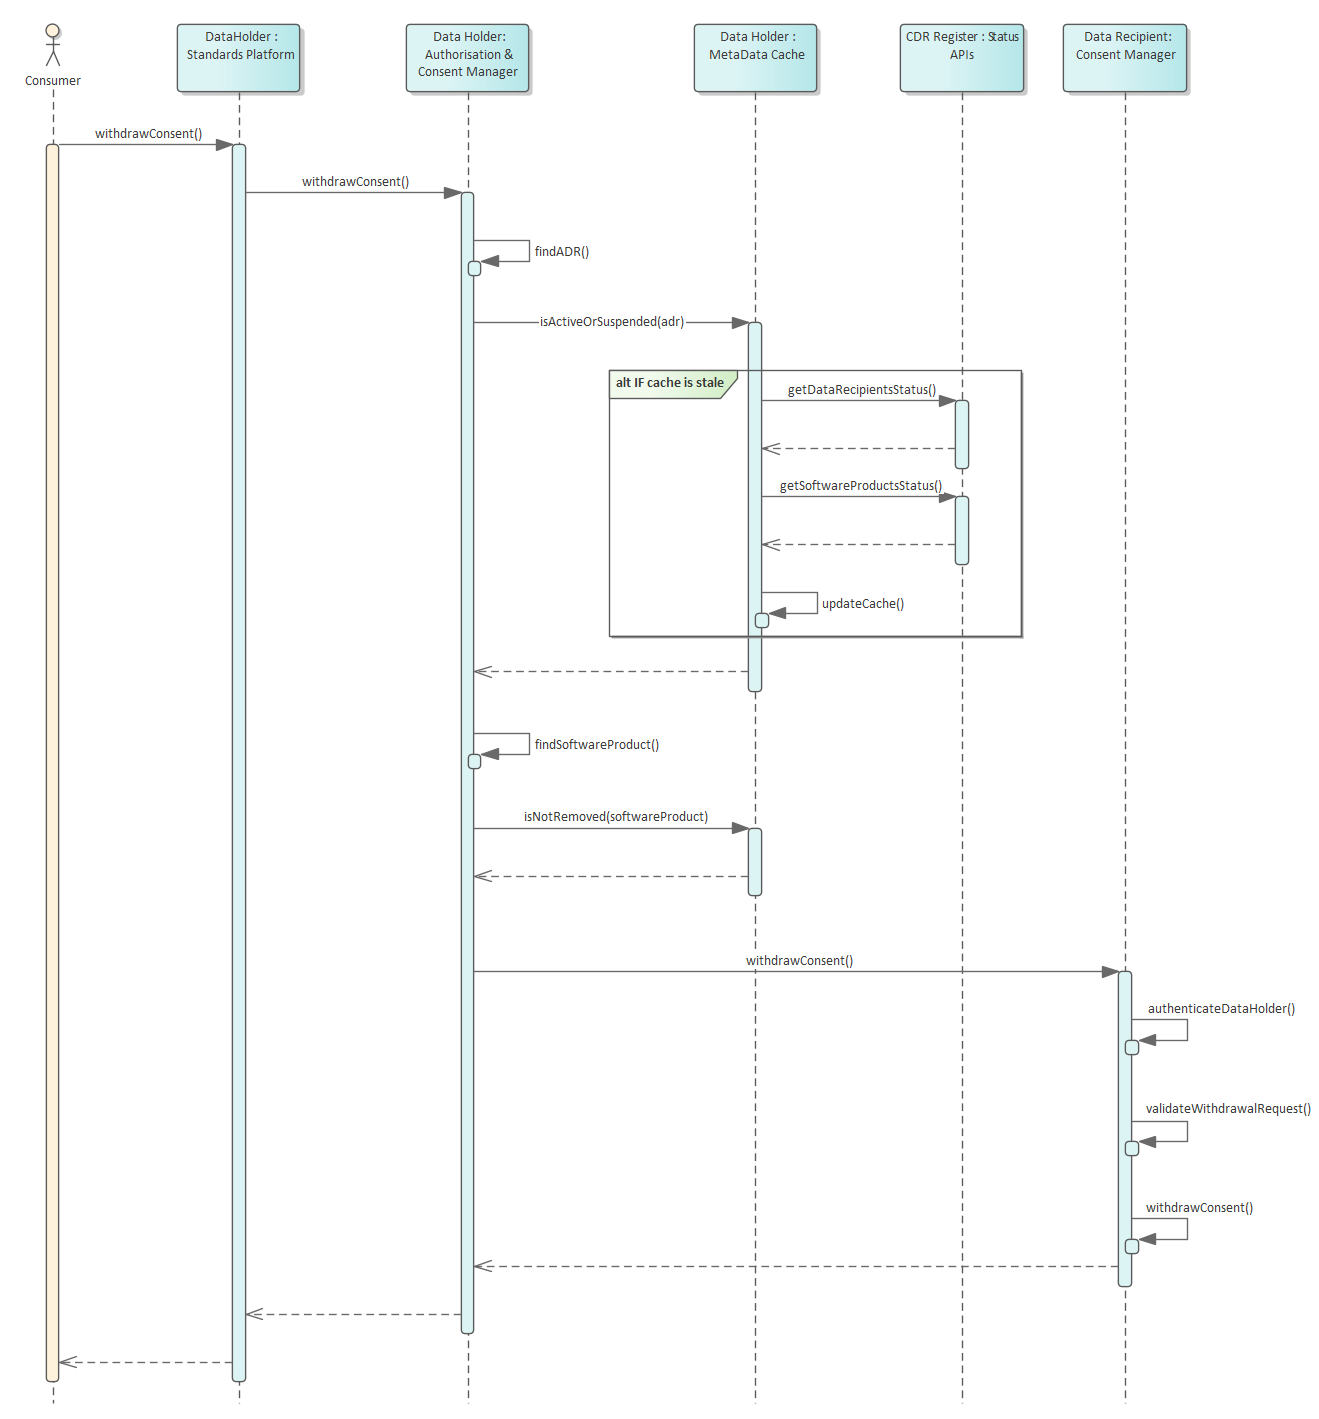 Consumer
DataHolder :
Standards Platform
Data Holder:
Authorisation &
Consent Manager
Data Holder :
MetaData Cache
CDR Register : Status
APIs
Data Recipient:
Consent Manager
withdrawConsent()
withdrawConsent()
findADR()
isActiveOrSuspended(adr)
alt IF cache is stale
getDataRecipientsStatus()
getSoftwareProductsStatus()
updateCache()
findSoftwareProduct()
isNotRemoved(softwareProduct)
withdrawConsent()
authenticateDataHolder()
validateWithdrawalRequest()
withdrawConsent()